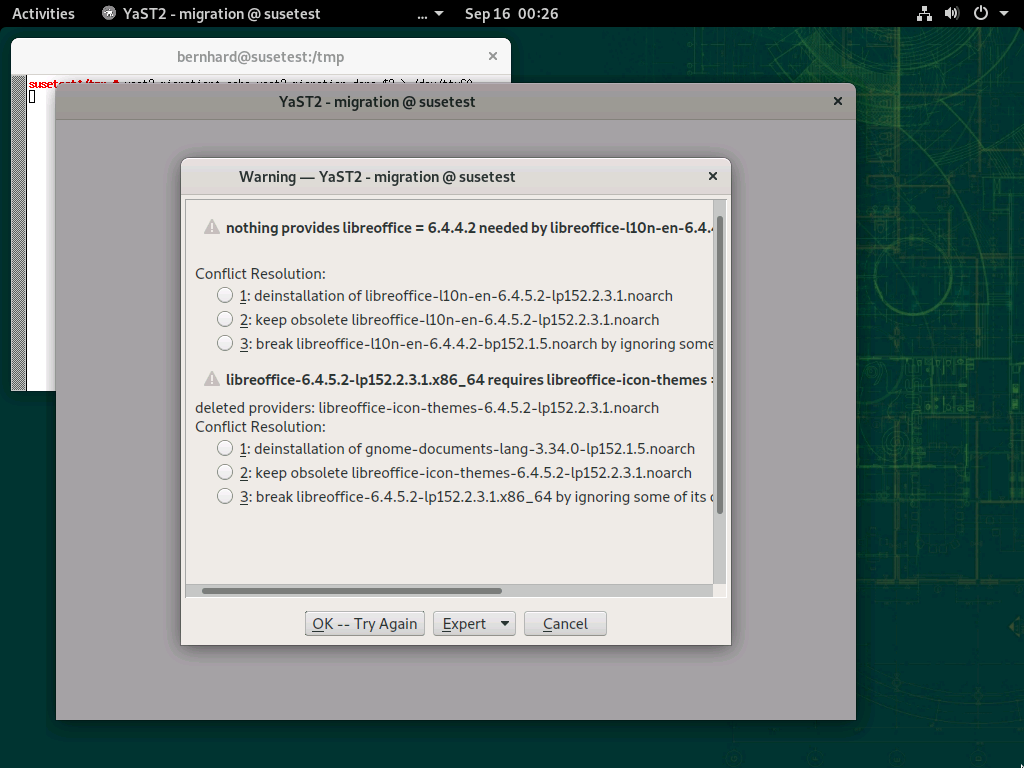 Activities YaST2 - migration @ susetest ... Sep 16 00:26
bernhard@susetest:/tmp
YaST2 - migration @ susetest
Warning — YaST2 - migration @ susetest
nothing provides libreoffice = 6.4.4.2 needed by libreoffice-l10n-en-6.4.
Conflict Resolution:
1: deinstallation of libreoffice-l10n-en-6.4.5.2-lp152.2.3.1.noarch
2: keep obsolete libreoffice-l10n-en-6.4.5.2-lp152.2.3.1.noarch
3: break libreoffice-l10n-en-6.4.4.2-bp152.1.5.noarch by ignoring some
libreoffice-6.4.5.2-lp152.2.3.1.x86_64 requires libreoffice-icon-themes =
deleted providers: libreoffice-icon-themes-6.4.5.2-lp152.2.3.1.noarch
Conflict Resolution:
1: deinstallation of gnome-documents-lang-3.34.0-lp152.1.5.noarch
2: keep obsolete libreoffice-icon-themes-6.4.5.2-lp152.2.3.1.noarch
3: break libreoffice-6.4.5.2-lp152.2.3.1.x86_64 by ignoring some of its
OK -- Try Again Expert Cancel